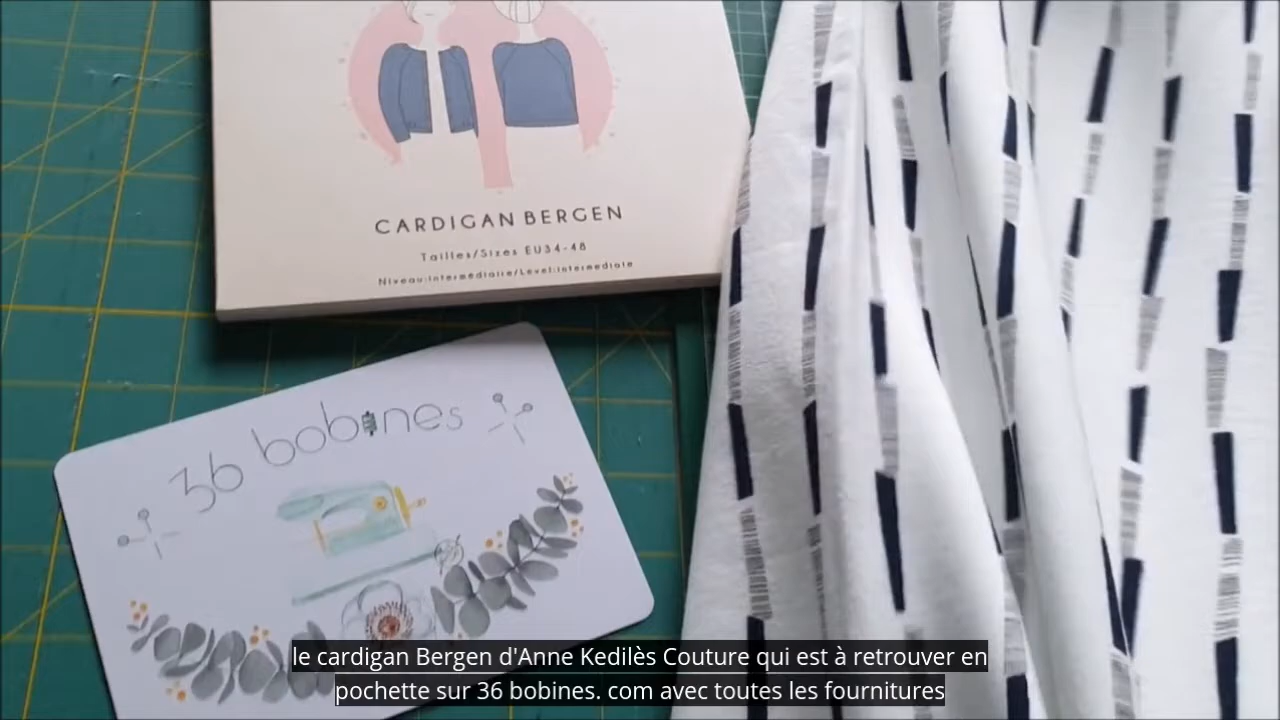 CARDIGAN BERGEN
Tailles/Sizes EU34-48
Niveau:Intermédiaire/Level:Intermediate
36 bobines
le cardigan Bergen d'Anne Kedilès Couture qui est à retrouver en
pochette sur 36 bobines. com avec toutes les fournitures